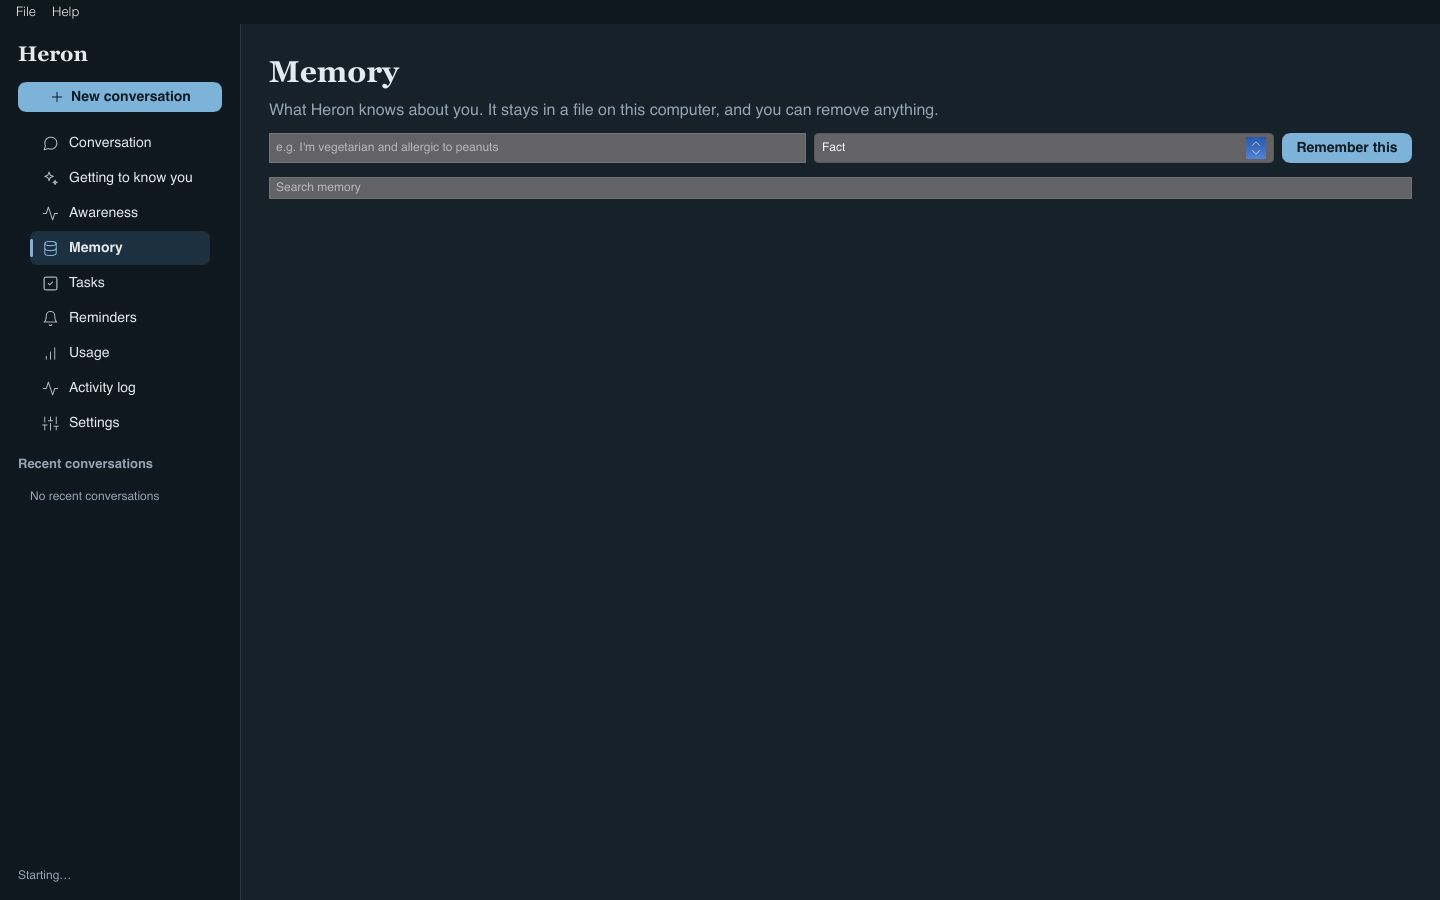 File Help
Heron
New conversation
Conversation
Getting to know you
Awareness
Memory
Tasks
Reminders
Usage
Activity log
Settings
Recent conversations
No recent conversations
Starting...
Memory
What Heron knows about you. It stays in a file on this computer, and you can remove anything.
e.g. I'm vegetarian and allergic to peanuts
Fact
Remember this
Search memory